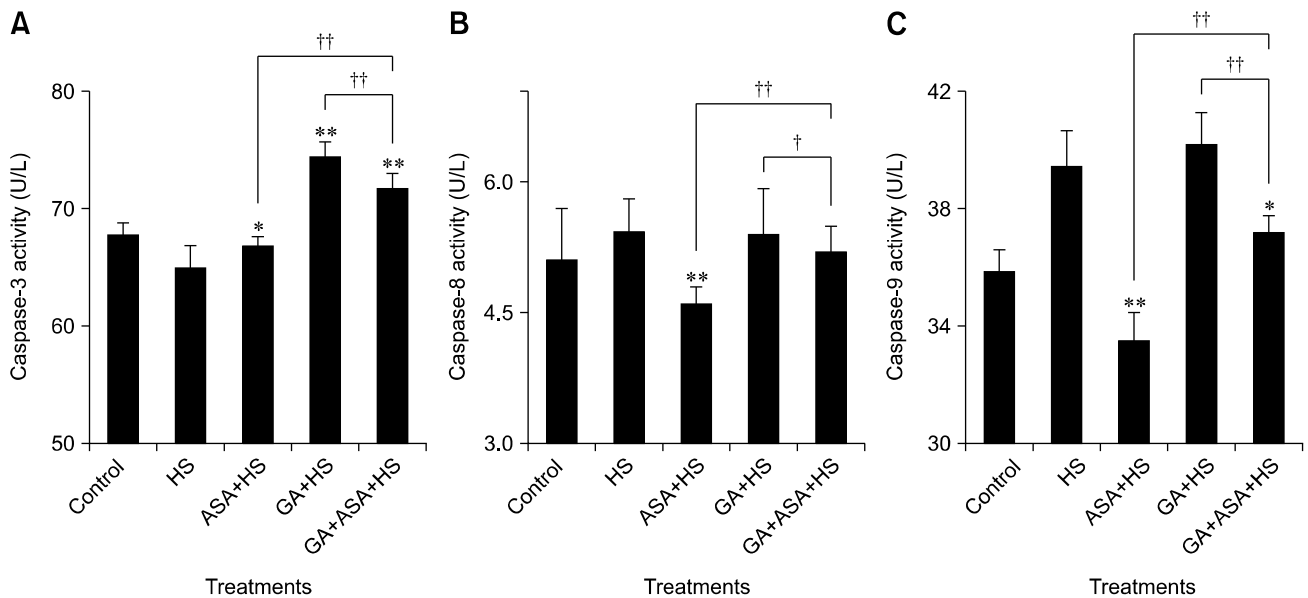 A
Caspase-3 activity (U/L)
80
70
60
50
††
††
*
**
**
Control
HS
ASA+HS
GA+HS
GA+ASA+HS
Treatments
B
Caspase-8 activity (U/L)
6.0
4.5
3.0
††
†
**
Control
HS
ASA+HS
GA+HS
GA+ASA+HS
Treatments
C
Caspase-9 activity (U/L)
42
38
34
30
††
††
**
*
Control
HS
ASA+HS
GA+HS
GA+ASA+HS
Treatments